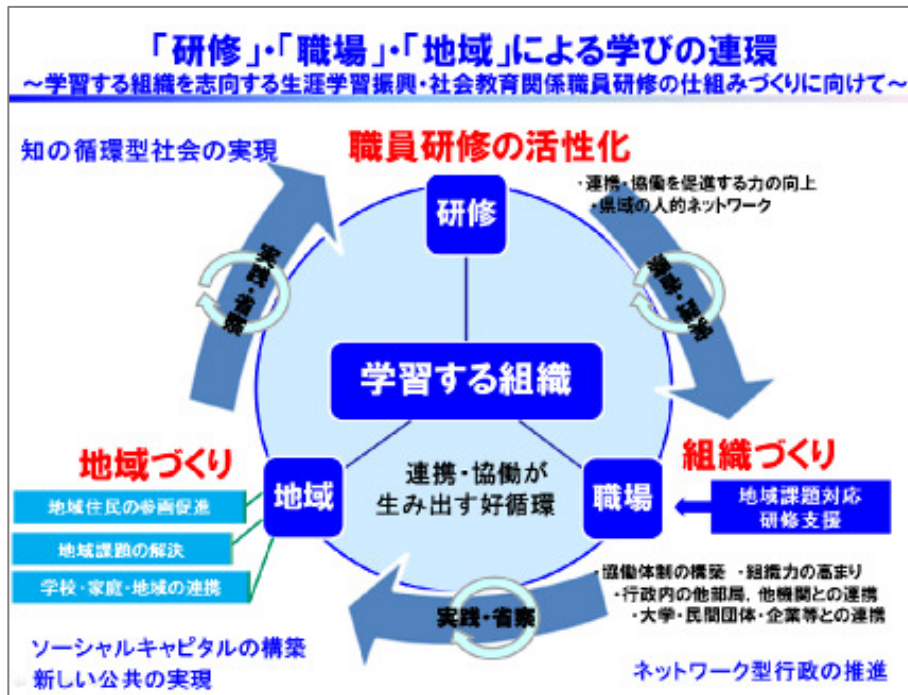 「研修」・「職場」・「地域」による学びの連環
～学習する組織を志向する生涯学習振興・社会教育関係職員研修の仕組みづくりに向けて～
知の循環型社会の実現
職員研修の活性化
・連携・協働を促進する力の向上
・県域の人的ネットワーク
研修
実践・省察
実践・省察
学習する組織
地域づくり
組織づくり
地域
連携・協働が
生み出す好循環
職場
地域課題対応
研修支援
地域住民の参画促進
地域課題の解決
学校・家庭・地域の連携
・協働体制の構築 ・組織力の高まり
・行政内の他部局，他機関との連携
・大学・民間団体・企業等との連携
実践・省察
ソーシャルキャピタルの構築
新しい公共の実現
ネットワーク型行政の推進